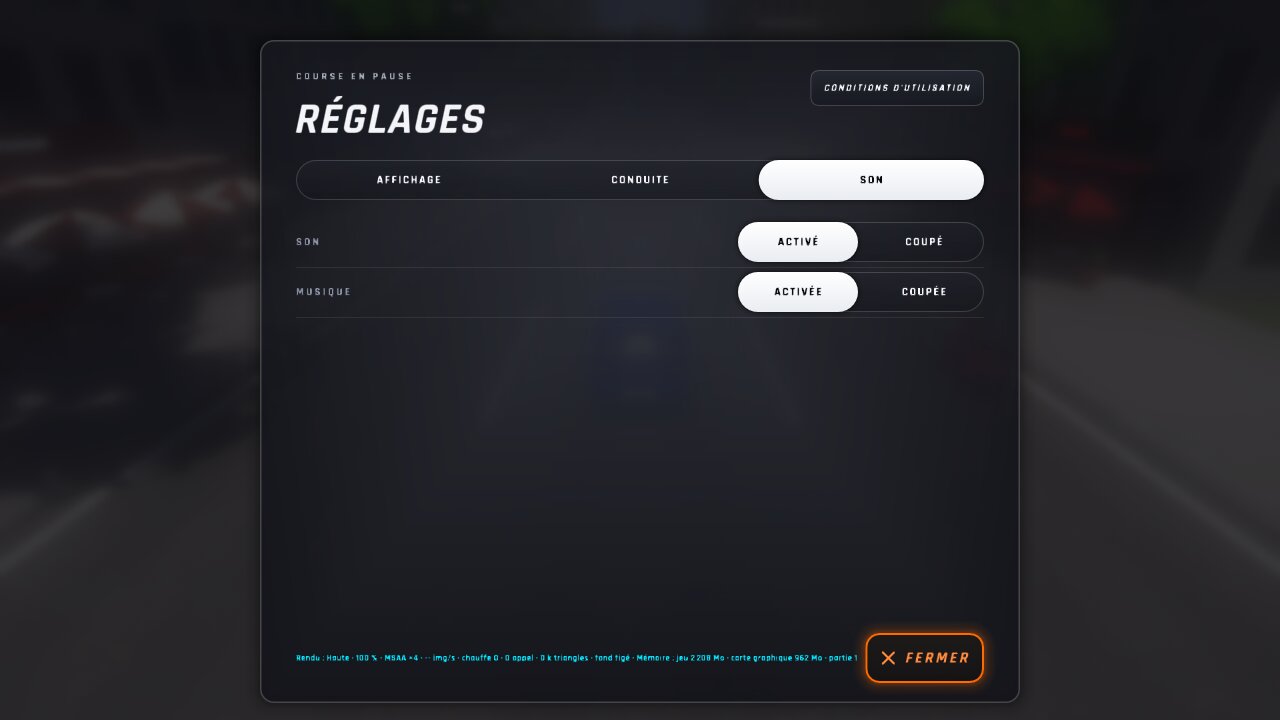 COURSE EN PAUSE
CONDITIONS D'UTILISATION
RÉGLAGES
AFFICHAGE CONDUITE SON
SON ACTIVÉ COUPÉ
MUSIQUE ACTIVÉE COUPÉE
Rendu : Haute · 100 % · MSAA ×4 · -- img/s · chauffe 0 · 0 appel · 0 k triangles · fond figé · Mémoire : jeu 2 208 Mo · carte graphique 962 Mo · partie 1
FERMER